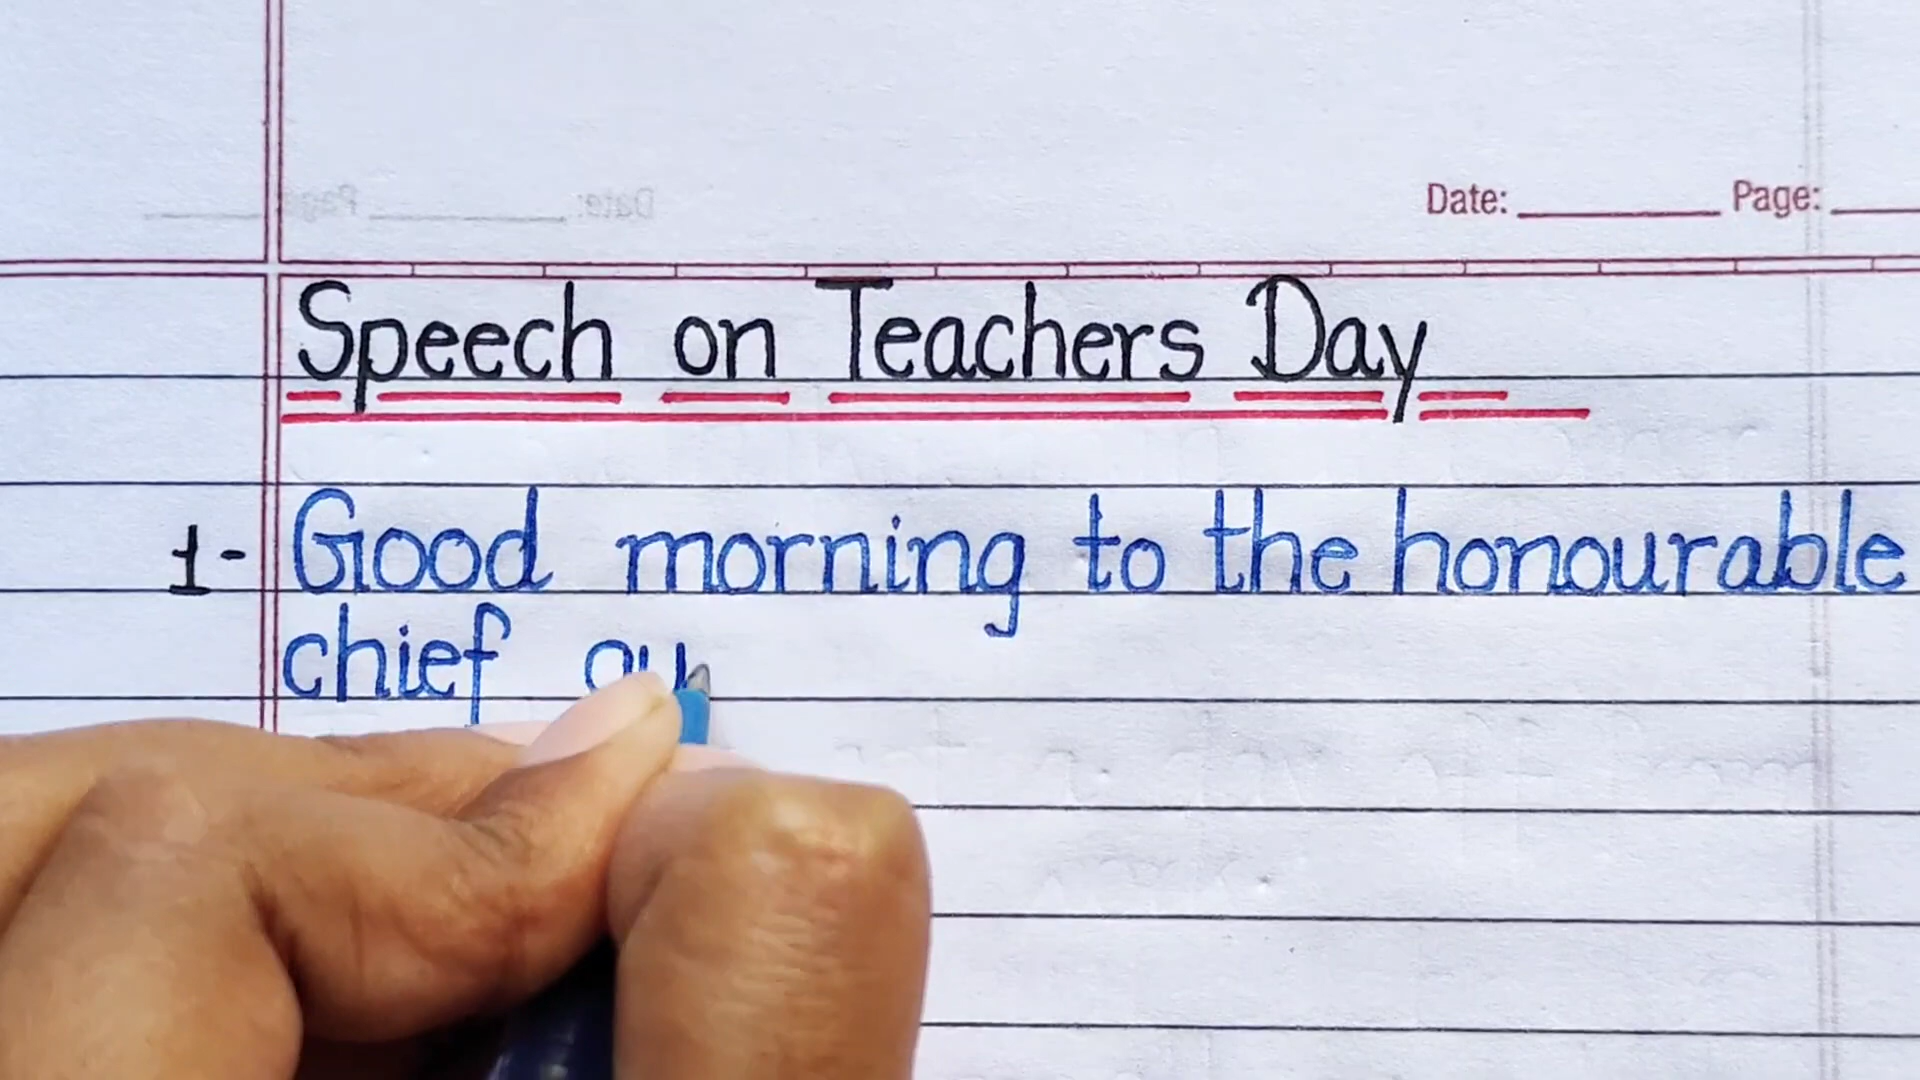 Date: Page:
Speech on Teachers Day
1- Good morning to the honourable
chief